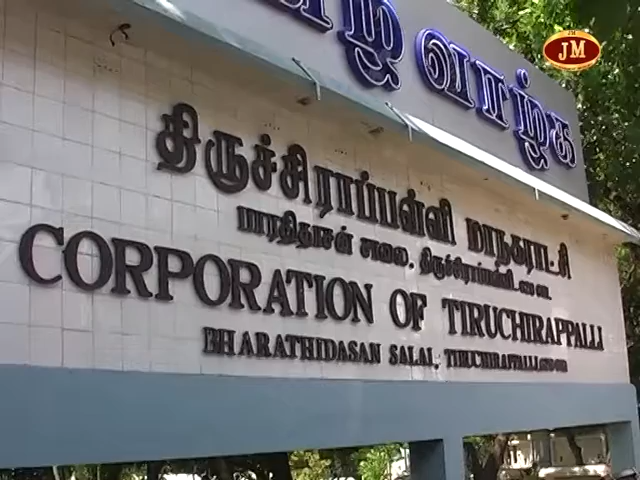 வாழ்க
JM
திருச்சிராப்பள்ளி மாநகராட்சி
பாரதிதாசன் சாலை, திருச்சிராப்பள்ளி
CORPORATION OF TIRUCHIRAPPALLI
BHARATHIDASAN SALAI, TIRUCHIRAPPALLI